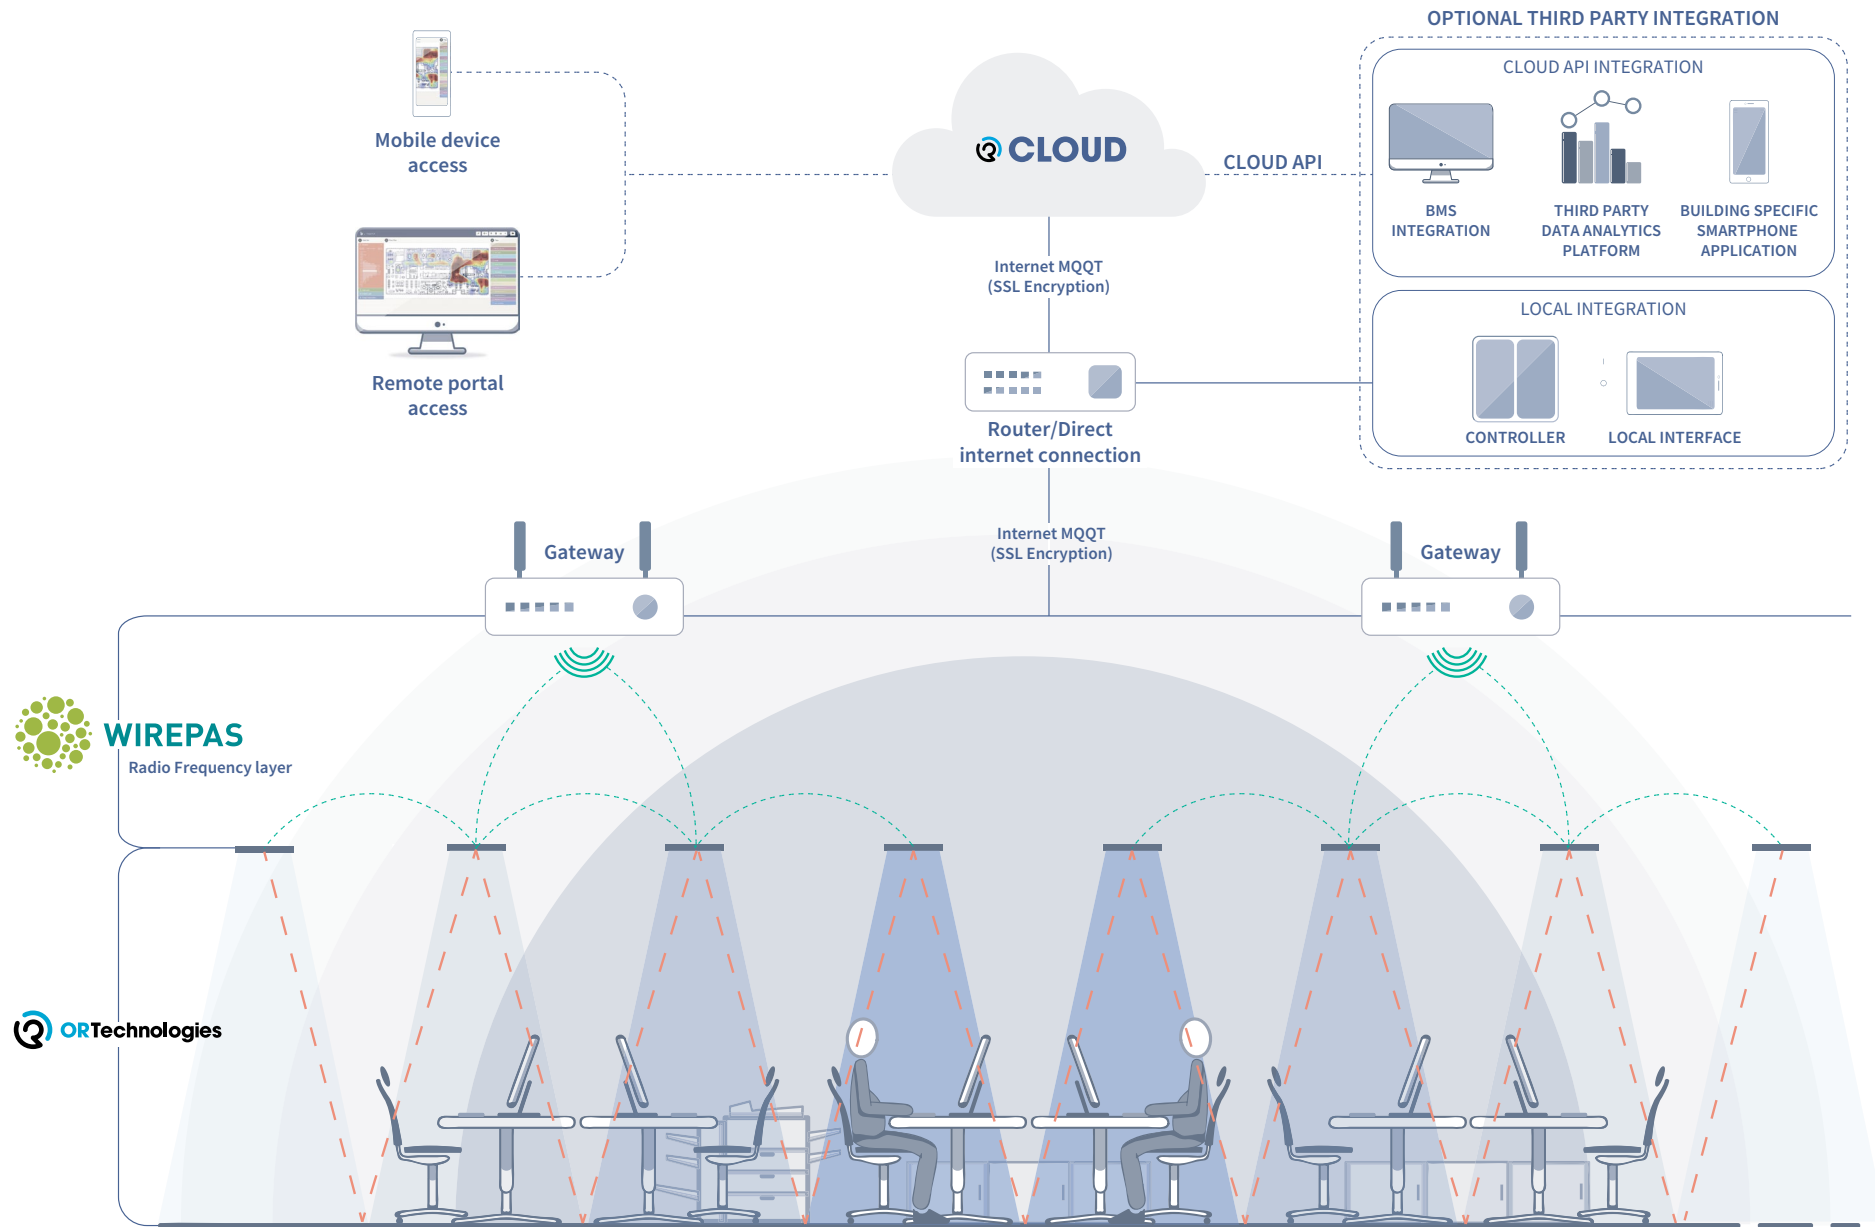 OPTIONAL THIRD PARTY INTEGRATION
CLOUD API INTEGRATION
Mobile device
access
CLOUD
CLOUD API
BMS
INTEGRATION
THIRD PARTY
DATA ANALYTICS
PLATFORM
BUILDING SPECIFIC
SMARTPHONE
APPLICATION
Internet MQQT
(SSL Encryption)
LOCAL INTEGRATION
Remote portal
access
Router/Direct
internet connection
CONTROLLER
LOCAL INTERFACE
Internet MQQT
(SSL Encryption)
Gateway
Gateway
WIREPAS
Radio Frequency layer
ORTechnologies